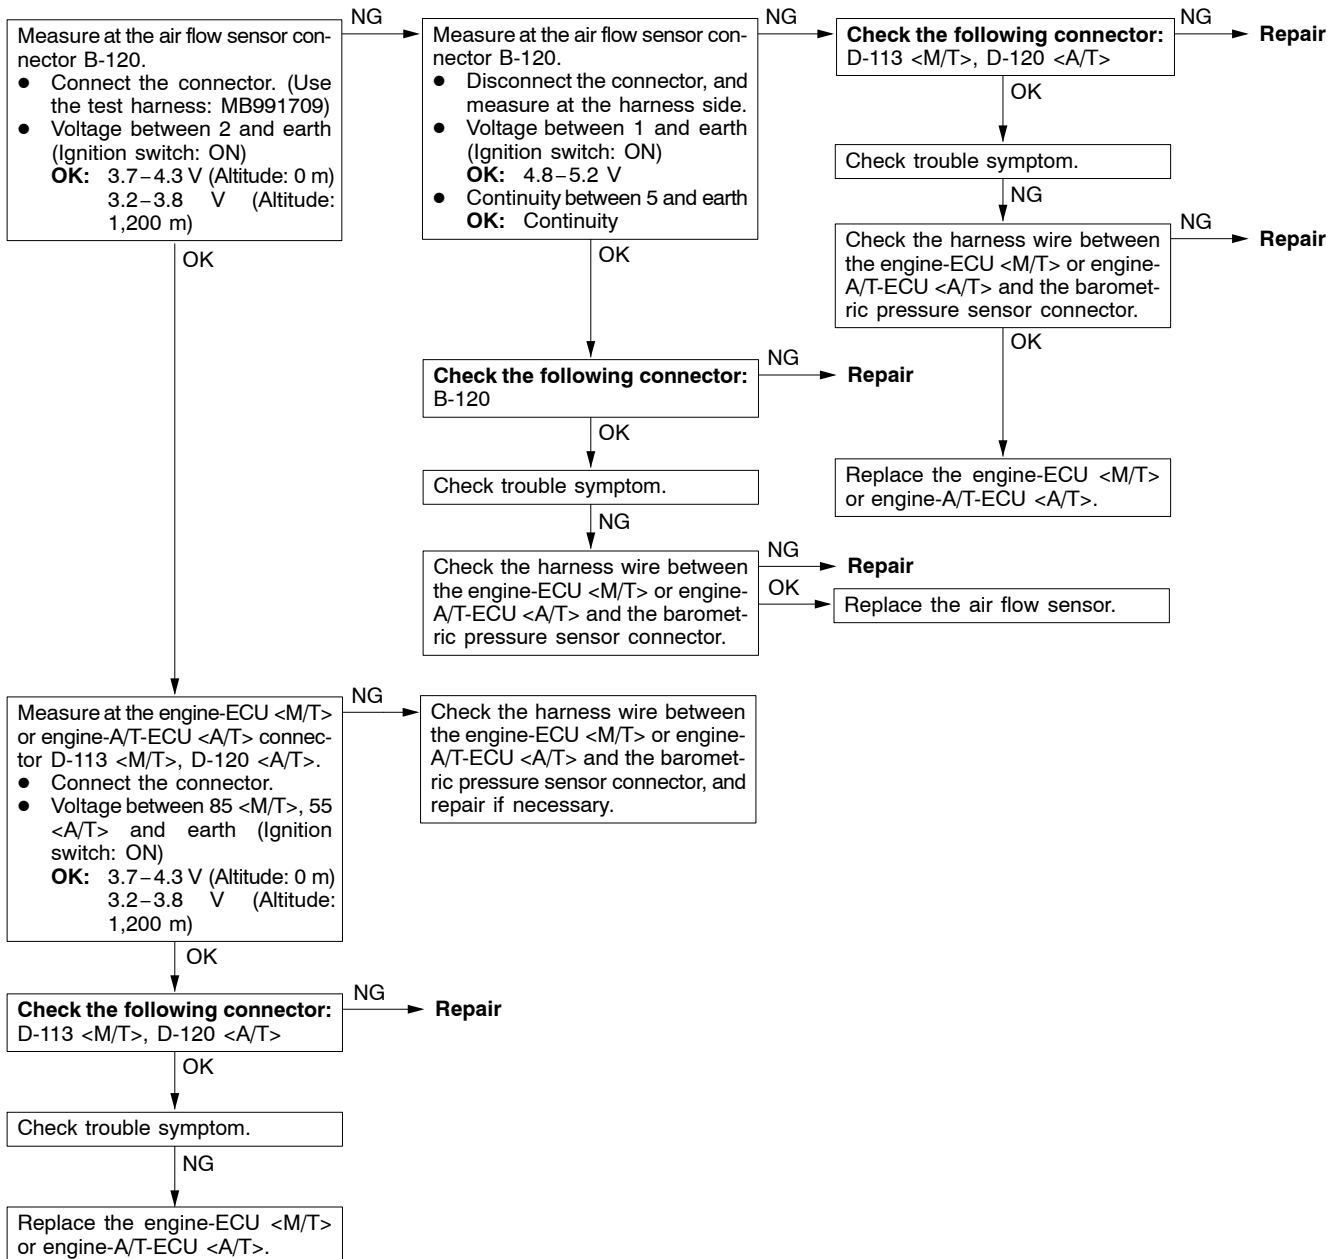 NG
Measure at the air flow sensor con-
nector B-120.
● Connect the connector. (Use
the test harness: MB991709)
● Voltage between 2 and earth
(Ignition switch: ON)
OK: 3.7–4.3 V (Altitude: 0 m)
3.2–3.8 V (Altitude:
1,200 m)
OK
NG
Measure at the air flow sensor con-
nector B-120.
● Disconnect the connector, and
measure at the harness side.
● Voltage between 1 and earth
(Ignition switch: ON)
OK: 4.8–5.2 V
● Continuity between 5 and earth
OK: Continuity
OK
NG
Check the following connector:
D-113 <M/T>, D-120 <A/T>
Repair
OK
Check trouble symptom.
NG
NG
Check the harness wire between
the engine-ECU <M/T> or engine-
A/T-ECU <A/T> and the baromet-
ric pressure sensor connector.
Repair
OK
Replace the engine-ECU <M/T>
or engine-A/T-ECU <A/T>.
NG
Check the following connector:
B-120
Repair
OK
Check trouble symptom.
NG
NG
Check the harness wire between
the engine-ECU <M/T> or engine-
A/T-ECU <A/T> and the baromet-
ric pressure sensor connector.
Repair
OK
Replace the air flow sensor.
NG
Measure at the engine-ECU <M/T>
or engine-A/T-ECU <A/T> connec-
tor D-113 <M/T>, D-120 <A/T>.
● Connect the connector.
● Voltage between 85 <M/T>, 55
<A/T> and earth (Ignition
switch: ON)
OK: 3.7–4.3 V (Altitude: 0 m)
3.2–3.8 V (Altitude:
1,200 m)
Check the harness wire between
the engine-ECU <M/T> or engine-
A/T-ECU <A/T> and the baromet-
ric pressure sensor connector, and
repair if necessary.
OK
NG
Check the following connector:
D-113 <M/T>, D-120 <A/T>
Repair
OK
Check trouble symptom.
NG
Replace the engine-ECU <M/T>
or engine-A/T-ECU <A/T>.